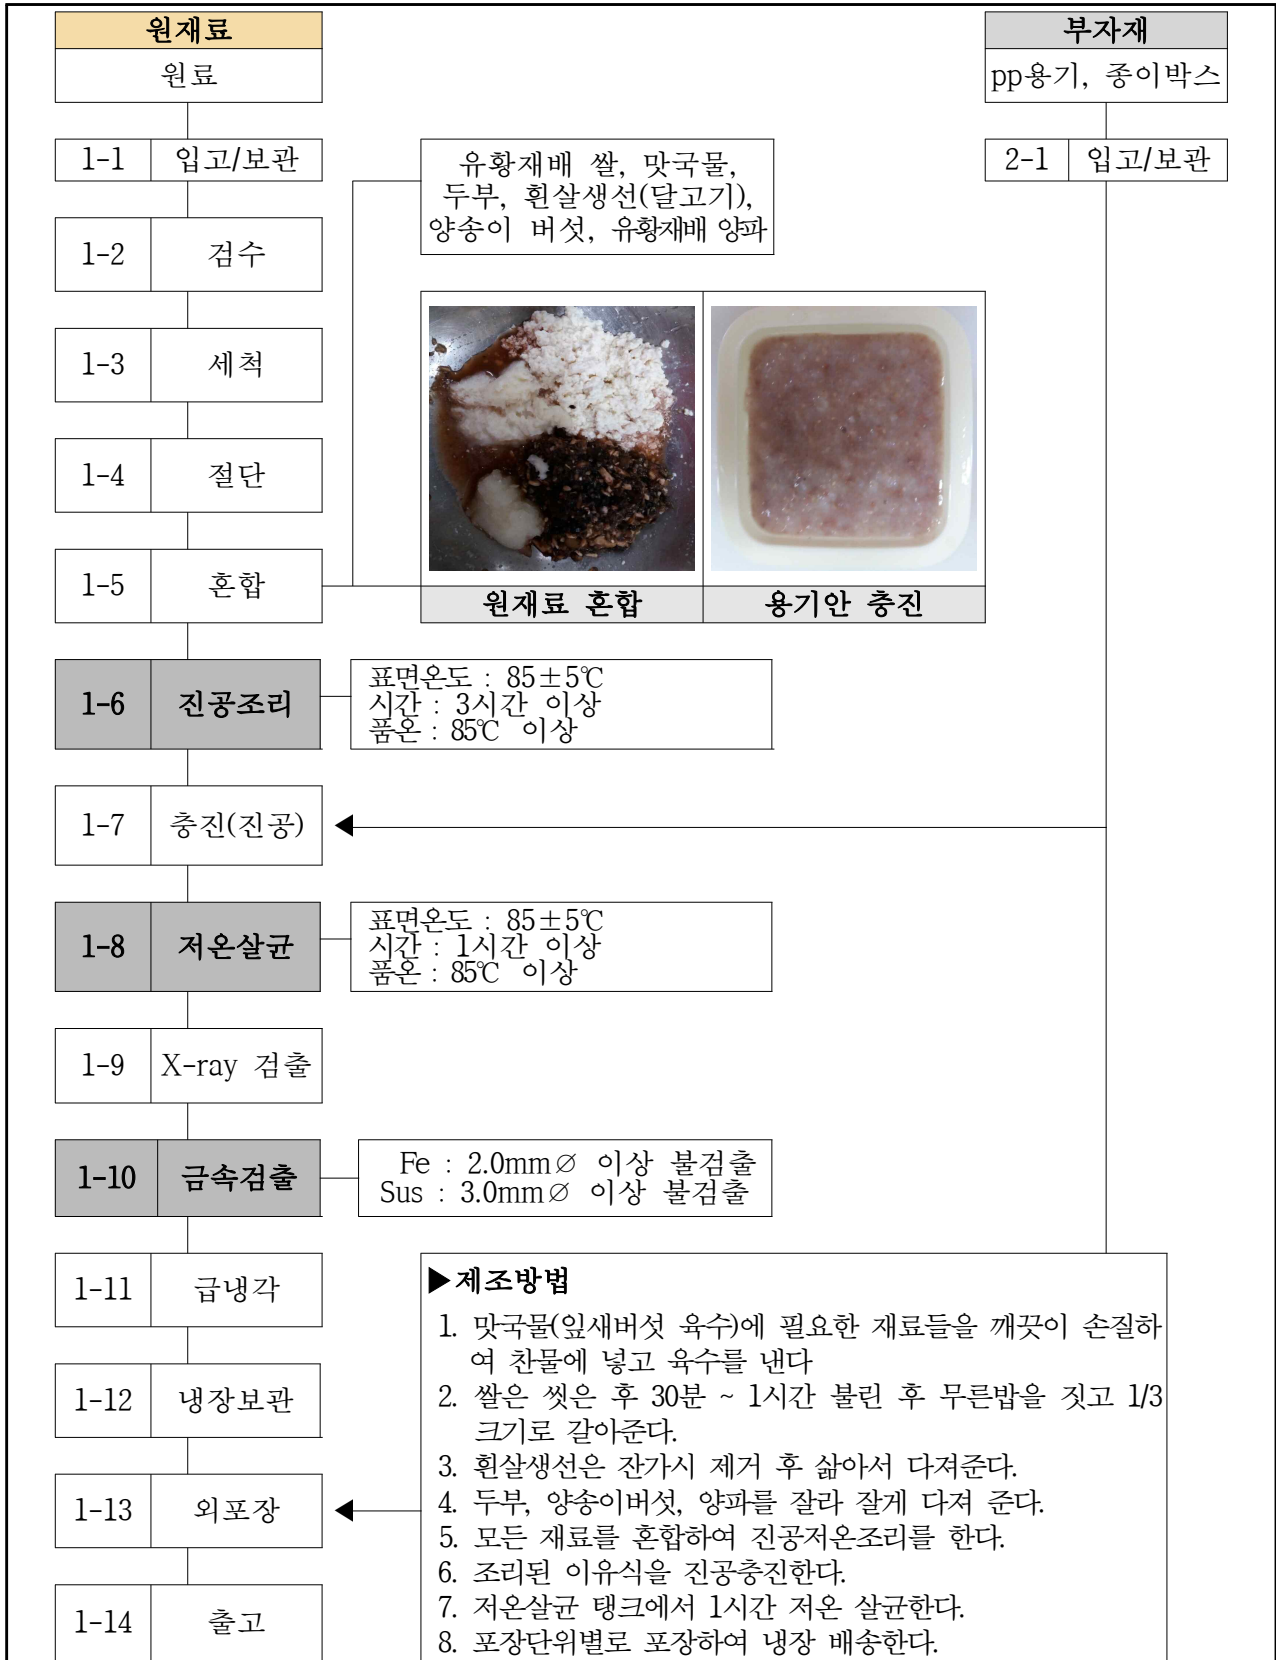 원재료
원료
부자재
pp용기, 종이박스
1-1 입고/보관
2-1 입고/보관
유황재배 쌀, 맛국물,
두부, 흰살생선(달고기),
양송이 버섯, 유황재배 양파
1-2 검수
1-3 세척
1-4 절단
1-5 혼합
원재료 혼합
용기안 충진
1-6 진공조리
표면온도 : 85±5℃
시간 : 3시간 이상
품온 : 85℃ 이상
1-7 충진(진공)
1-8 저온살균
표면온도 : 85±5℃
시간 : 1시간 이상
품온 : 85℃ 이상
1-9 X-ray 검출
1-10 금속검출
Fe : 2.0mm∅ 이상 불검출
Sus : 3.0mm∅ 이상 불검출
1-11 급냉각
1-12 냉장보관
1-13 외포장
1-14 출고
▶제조방법
1. 맛국물(잎새버섯 육수)에 필요한 재료들을 깨끗이 손질하
여 찬물에 넣고 육수를 낸다
2. 쌀은 씻은 후 30분 ~ 1시간 불린 후 무른밥을 짓고 1/3
크기로 갈아준다.
3. 흰살생선은 잔가시 제거 후 삶아서 다져준다.
4. 두부, 양송이버섯, 양파를 잘라 잘게 다져 준다.
5. 모든 재료를 혼합하여 진공저온조리를 한다.
6. 조리된 이유식을 진공충진한다.
7. 저온살균 탱크에서 1시간 저온 살균한다.
8. 포장단위별로 포장하여 냉장 배송한다.